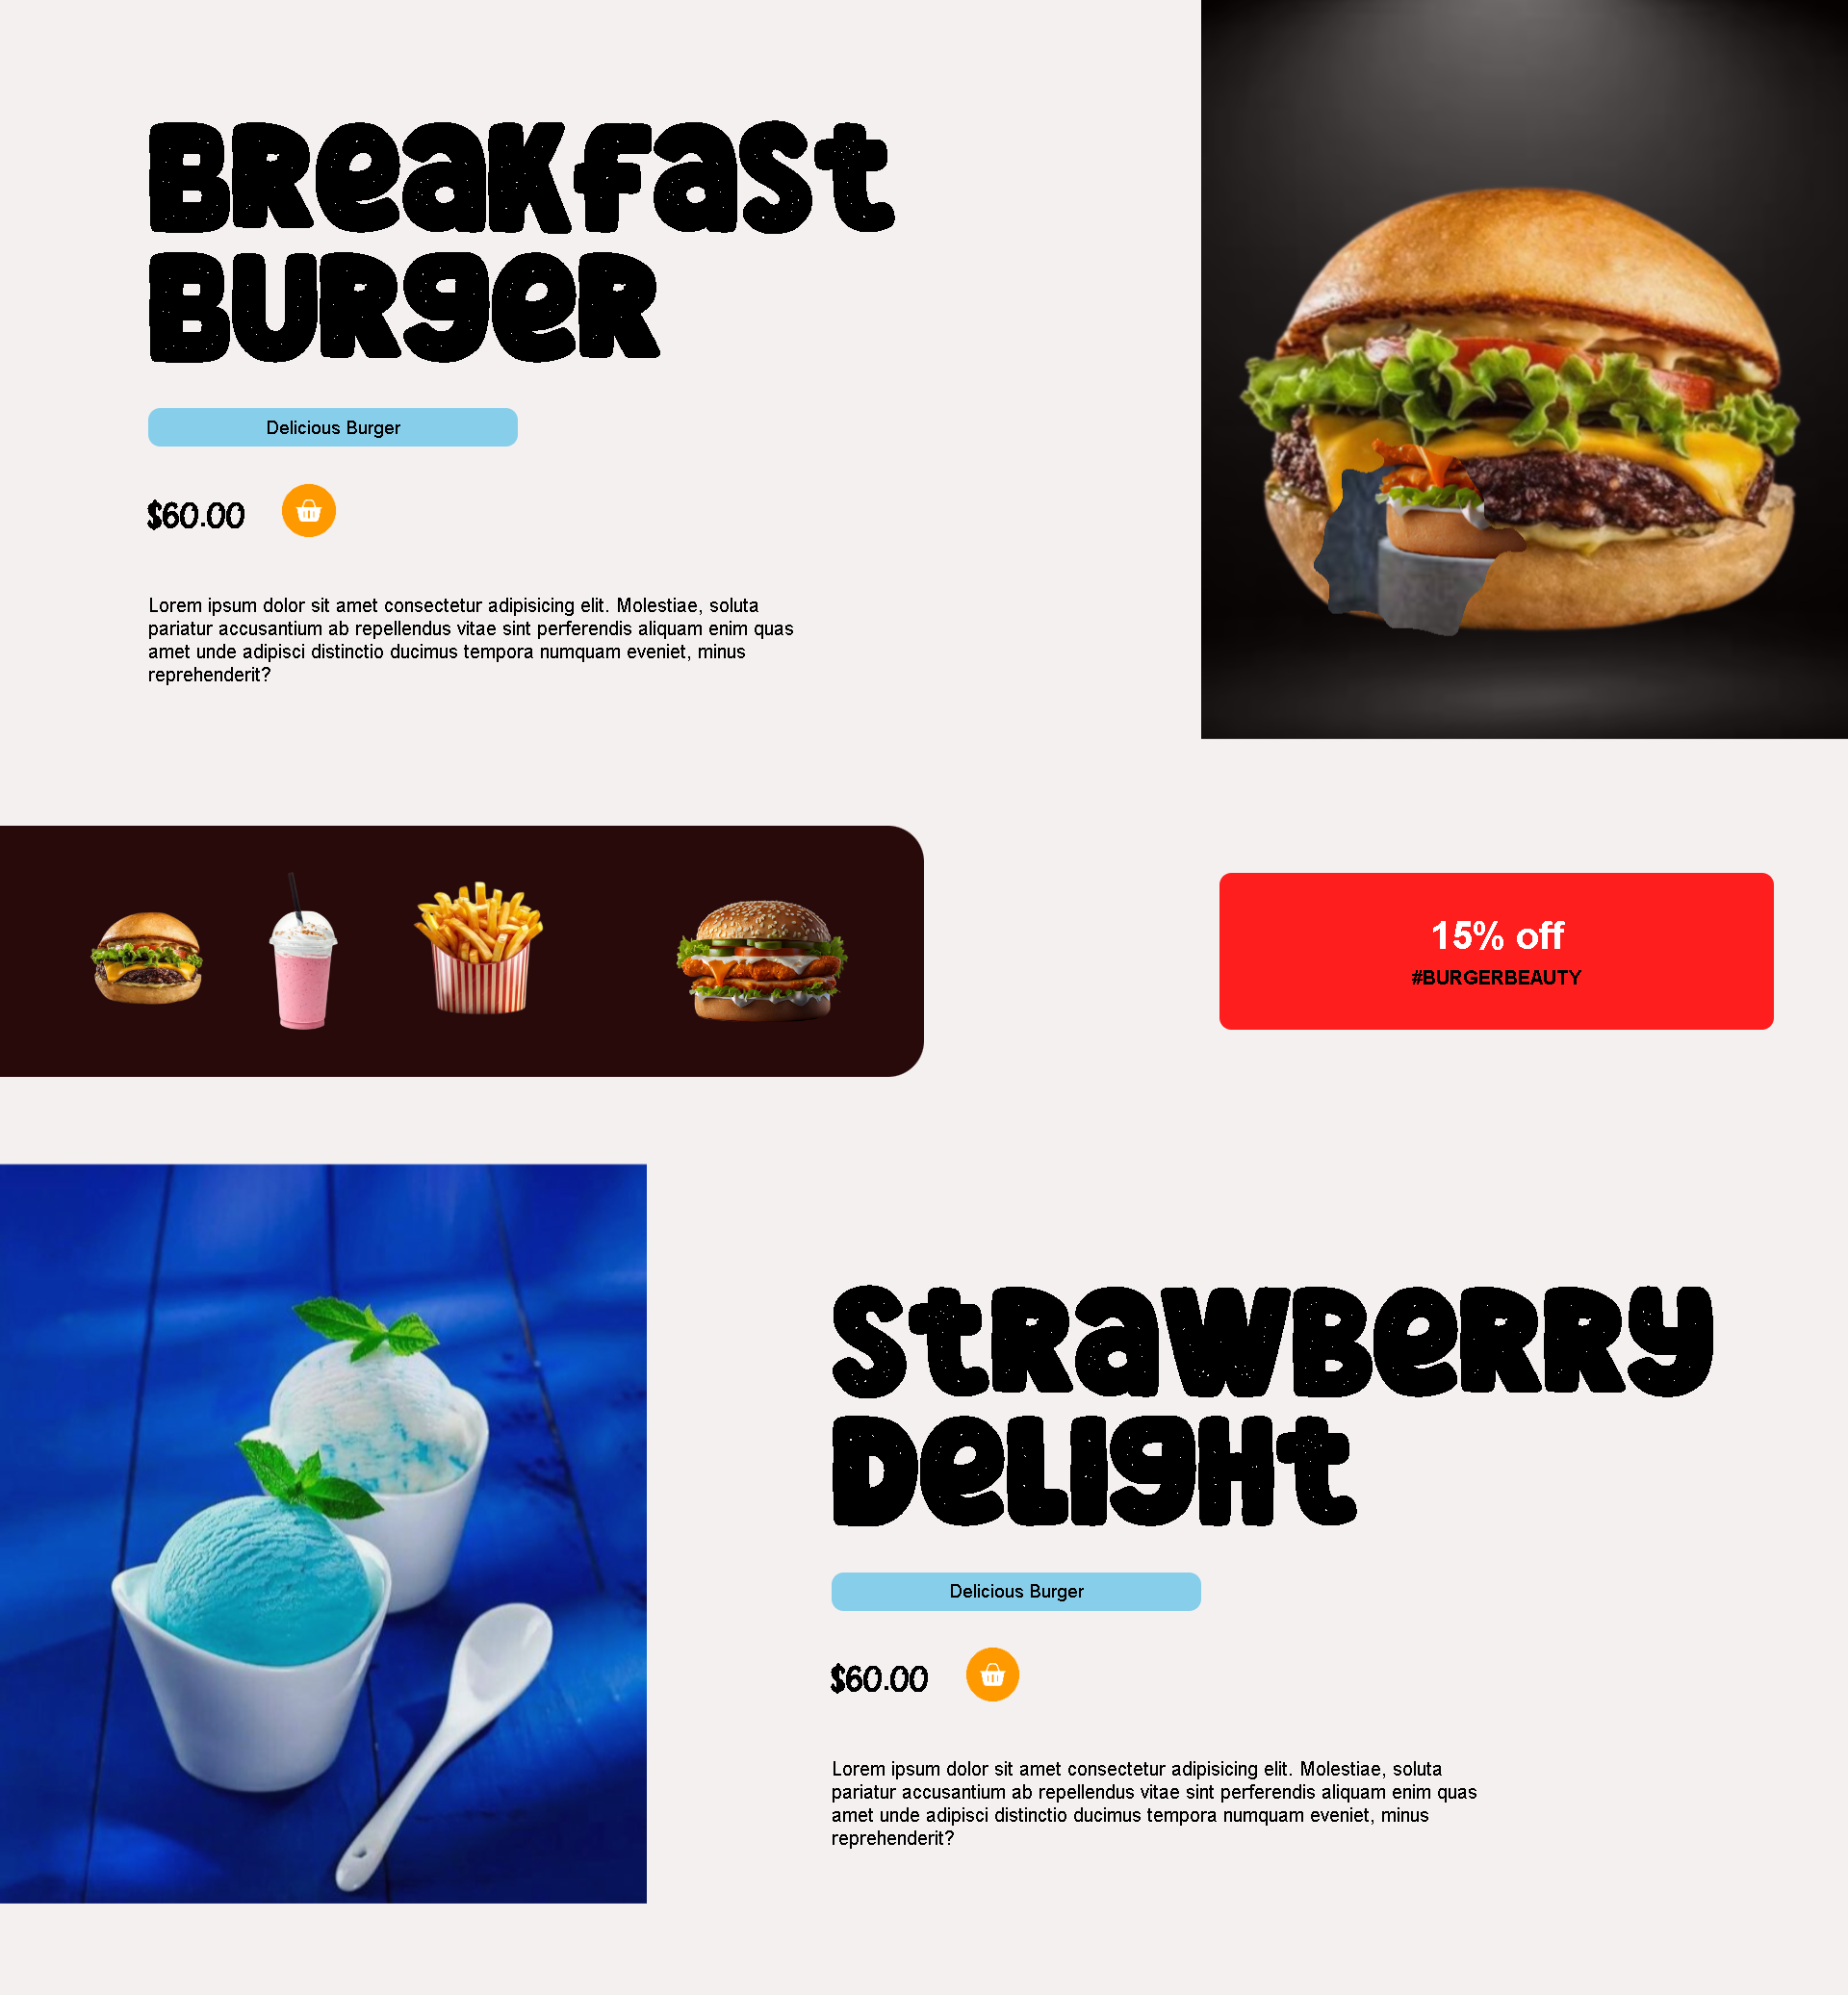 Breakfast
Burger
Delicious Burger
$60.00
Lorem ipsum dolor sit amet consectetur adipisicing elit. Molestiae, soluta
pariatur accusantium ab repellendus vitae sint perferendis aliquam enim quas
amet unde adipisci distinctio ducimus tempora numquam eveniet, minus
reprehenderit?
15% off
#BURGERBEAUTY
Strawberry
Delight
Delicious Burger
$60.00
Lorem ipsum dolor sit amet consectetur adipisicing elit. Molestiae, soluta
pariatur accusantium ab repellendus vitae sint perferendis aliquam enim quas
amet unde adipisci distinctio ducimus tempora numquam eveniet, minus
reprehenderit?